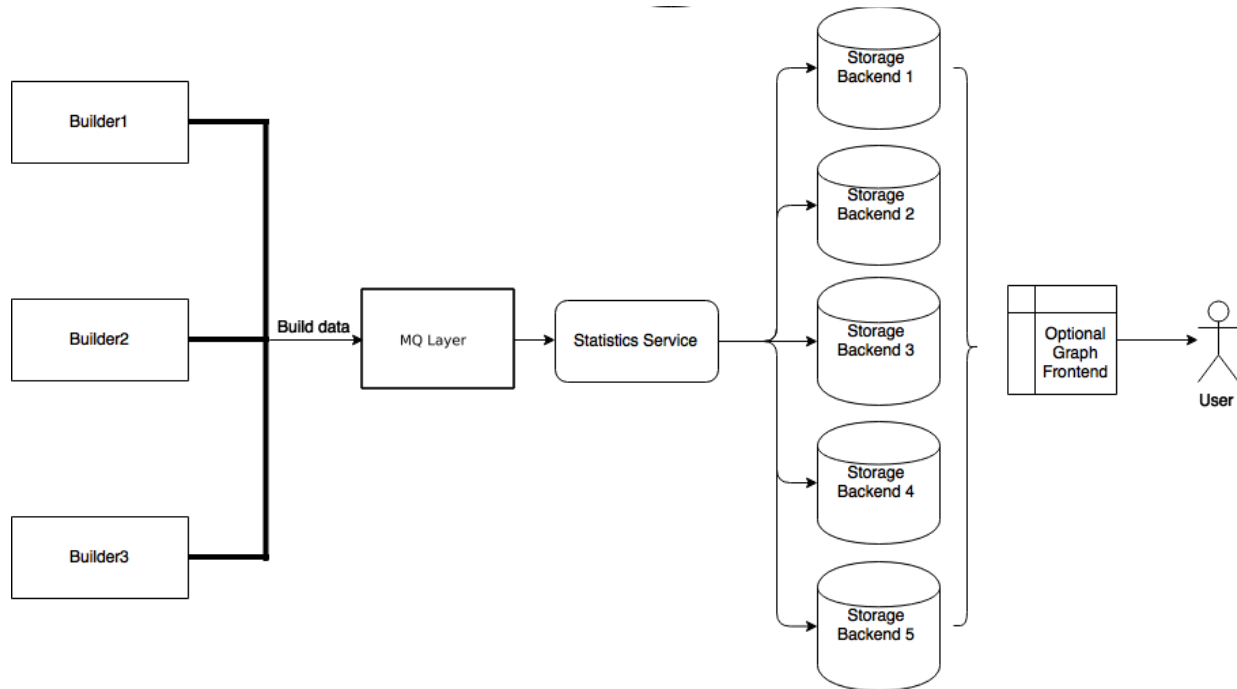 Builder1
Builder2
Builder3
Build data
MQ Layer
Statistics Service
Storage
Backend 1
Storage
Backend 2
Storage
Backend 3
Storage
Backend 4
Storage
Backend 5
Optional
Graph
Frontend
User